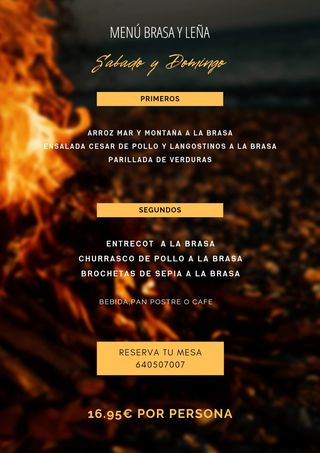 MENÚ BRASA Y LEÑA
Sabado y Domingo
PRIMEROS
ARROZ MAR Y MONTAÑA A LA BRASA
ENSALADA CESAR DE POLLO Y LANGOSTINOS A LA BRASA
PARILLADA DE VERDURAS
SEGUNDOS
ENTRECOT A LA BRASA
CHURRASCO DE POLLO A LA BRASA
BROCHETAS DE SEPIA A LA BRASA
BEBIDA,PAN POSTRE O CAFE
RESERVA TU MESA
640507007
16.95€ POR PERSONA